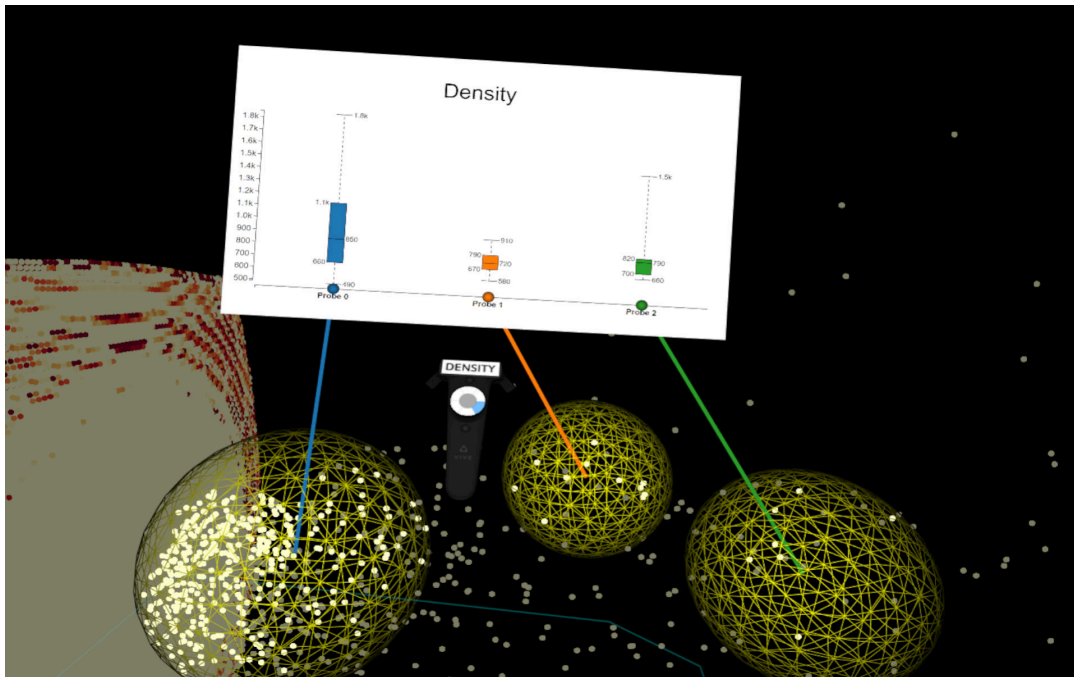 Density
1.8k
1.7k
1.6k
1.5k
1.4k
1.3k
1.2k
1.1k
1.0k
900
800
700
600
500
1.8k
1.1k
850
660
490
Probe 0
910
790
720
670
580
Probe 1
1.5k
820
790
700
660
Probe 2
DENSITY
VIVE